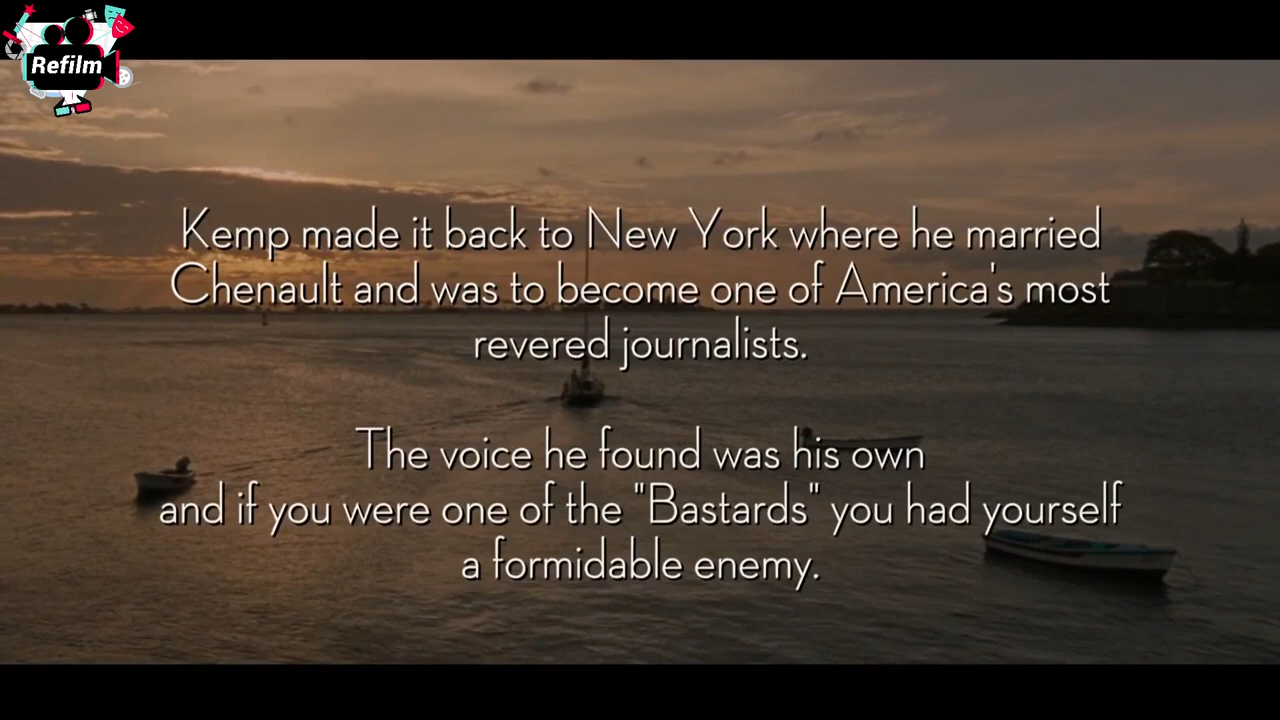 Refilm
Kemp made it back to New York where he married
Chenault and was to become one of America's most
revered journalists.
The voice he found was his own
and if you were one of the "Bastards" you had yourself
a formidable enemy.